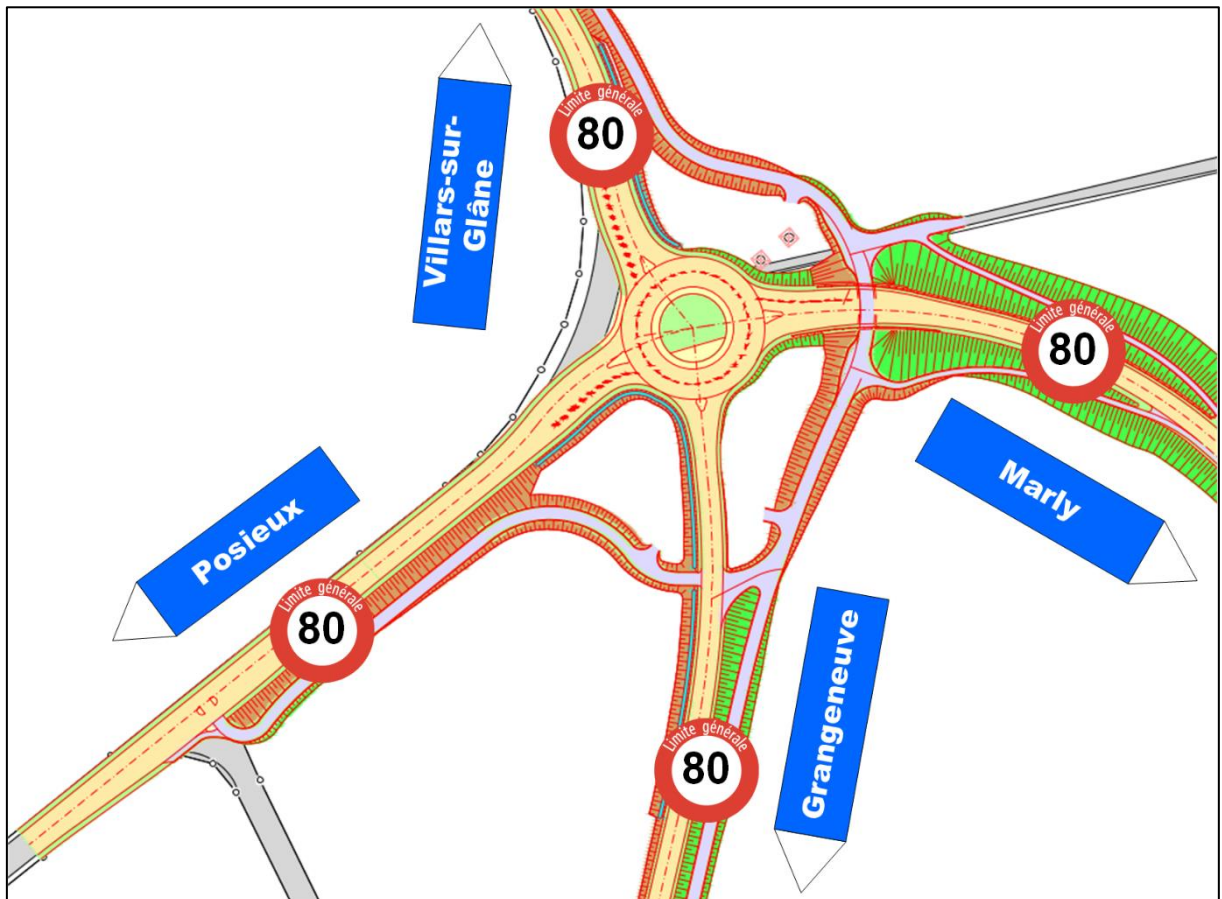 Limite générale
80
Villars-sur-
Glâne
Limite générale
80
Marly
Posieux
Limite générale
80
Grangeneuve
Limite générale
80